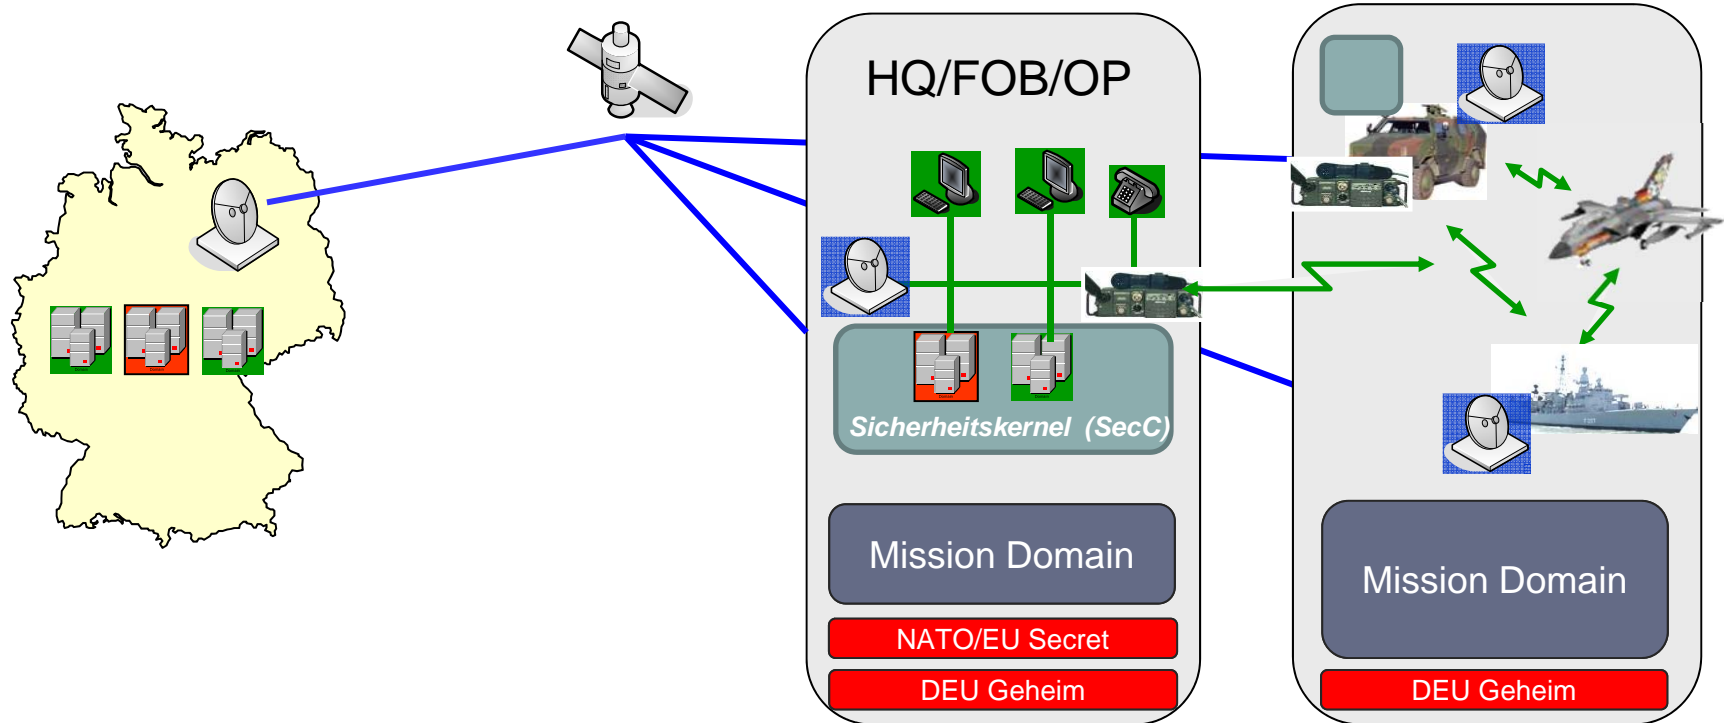 HQ/FOB/OP
Sicherheitskernel (SecC)
Mission Domain
NATO/EU Secret
DEU Geheim
Mission Domain
DEU Geheim